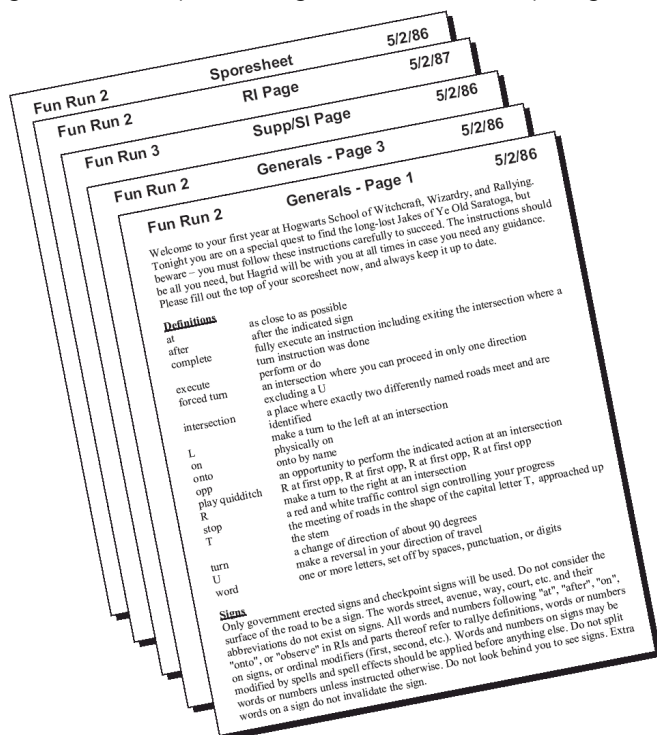 Fun Run 2 Sporesheet 5/2/86
Fun Run 2 RI Page 5/2/87
Fun Run 3 Supp/SI Page 5/2/86
Fun Run 2 Generals - Page 3 5/2/86
Fun Run 2 Generals - Page 1 5/2/86
Welcome to your first year at Hogwarts School of Witchcraft, Wizardry, and Rallying.
Tonight you are on a special quest to find the long-lost Jakes of Ye Old Saratoga, but
beware – you must follow these instructions carefully to succeed. The instructions should
be all you need, but Hagrid will be with you at all times in case you need any guidance.
Please fill out the top of your scoresheet now, and always keep it up to date.
Definitions
at as close to as possible
after after the indicated sign
complete fully execute an instruction including exiting the intersection where a
turn instruction was done
execute perform or do
forced turn an intersection where you can proceed in only one direction
excluding a U
intersection a place where exactly two differently named roads meet and are
identified
L make a turn to the left at an intersection
on physically on
onto onto by name
opp an opportunity to perform the indicated action at an intersection
play quidditch R at first opp, R at first opp, R at first opp, R at first opp
R make a turn to the right at an intersection
stop a red and white traffic control sign controlling your progress
T the meeting of roads in the shape of the capital letter T, approached up
the stem
turn a change of direction of about 90 degrees
U make a reversal in your direction of travel
word one or more letters, set off by spaces, punctuation, or digits
Signs
Only government erected signs and checkpoint signs will be used. Do not consider the
surface of the road to be a sign. The words street, avenue, way, court, etc. and their
abbreviations do not exist on signs. All words and numbers following "at", "after", "on",
"onto", or "observe" in RIs and parts thereof refer to rallye definitions, words or numbers
on signs, or ordinal modifiers (first, second, etc.). Words and numbers on signs may be
modified by spells and spell effects should be applied before anything else. Do not split
words or numbers unless instructed otherwise. Do not look behind you to see signs. Extra
words on a sign do not invalidate the sign.